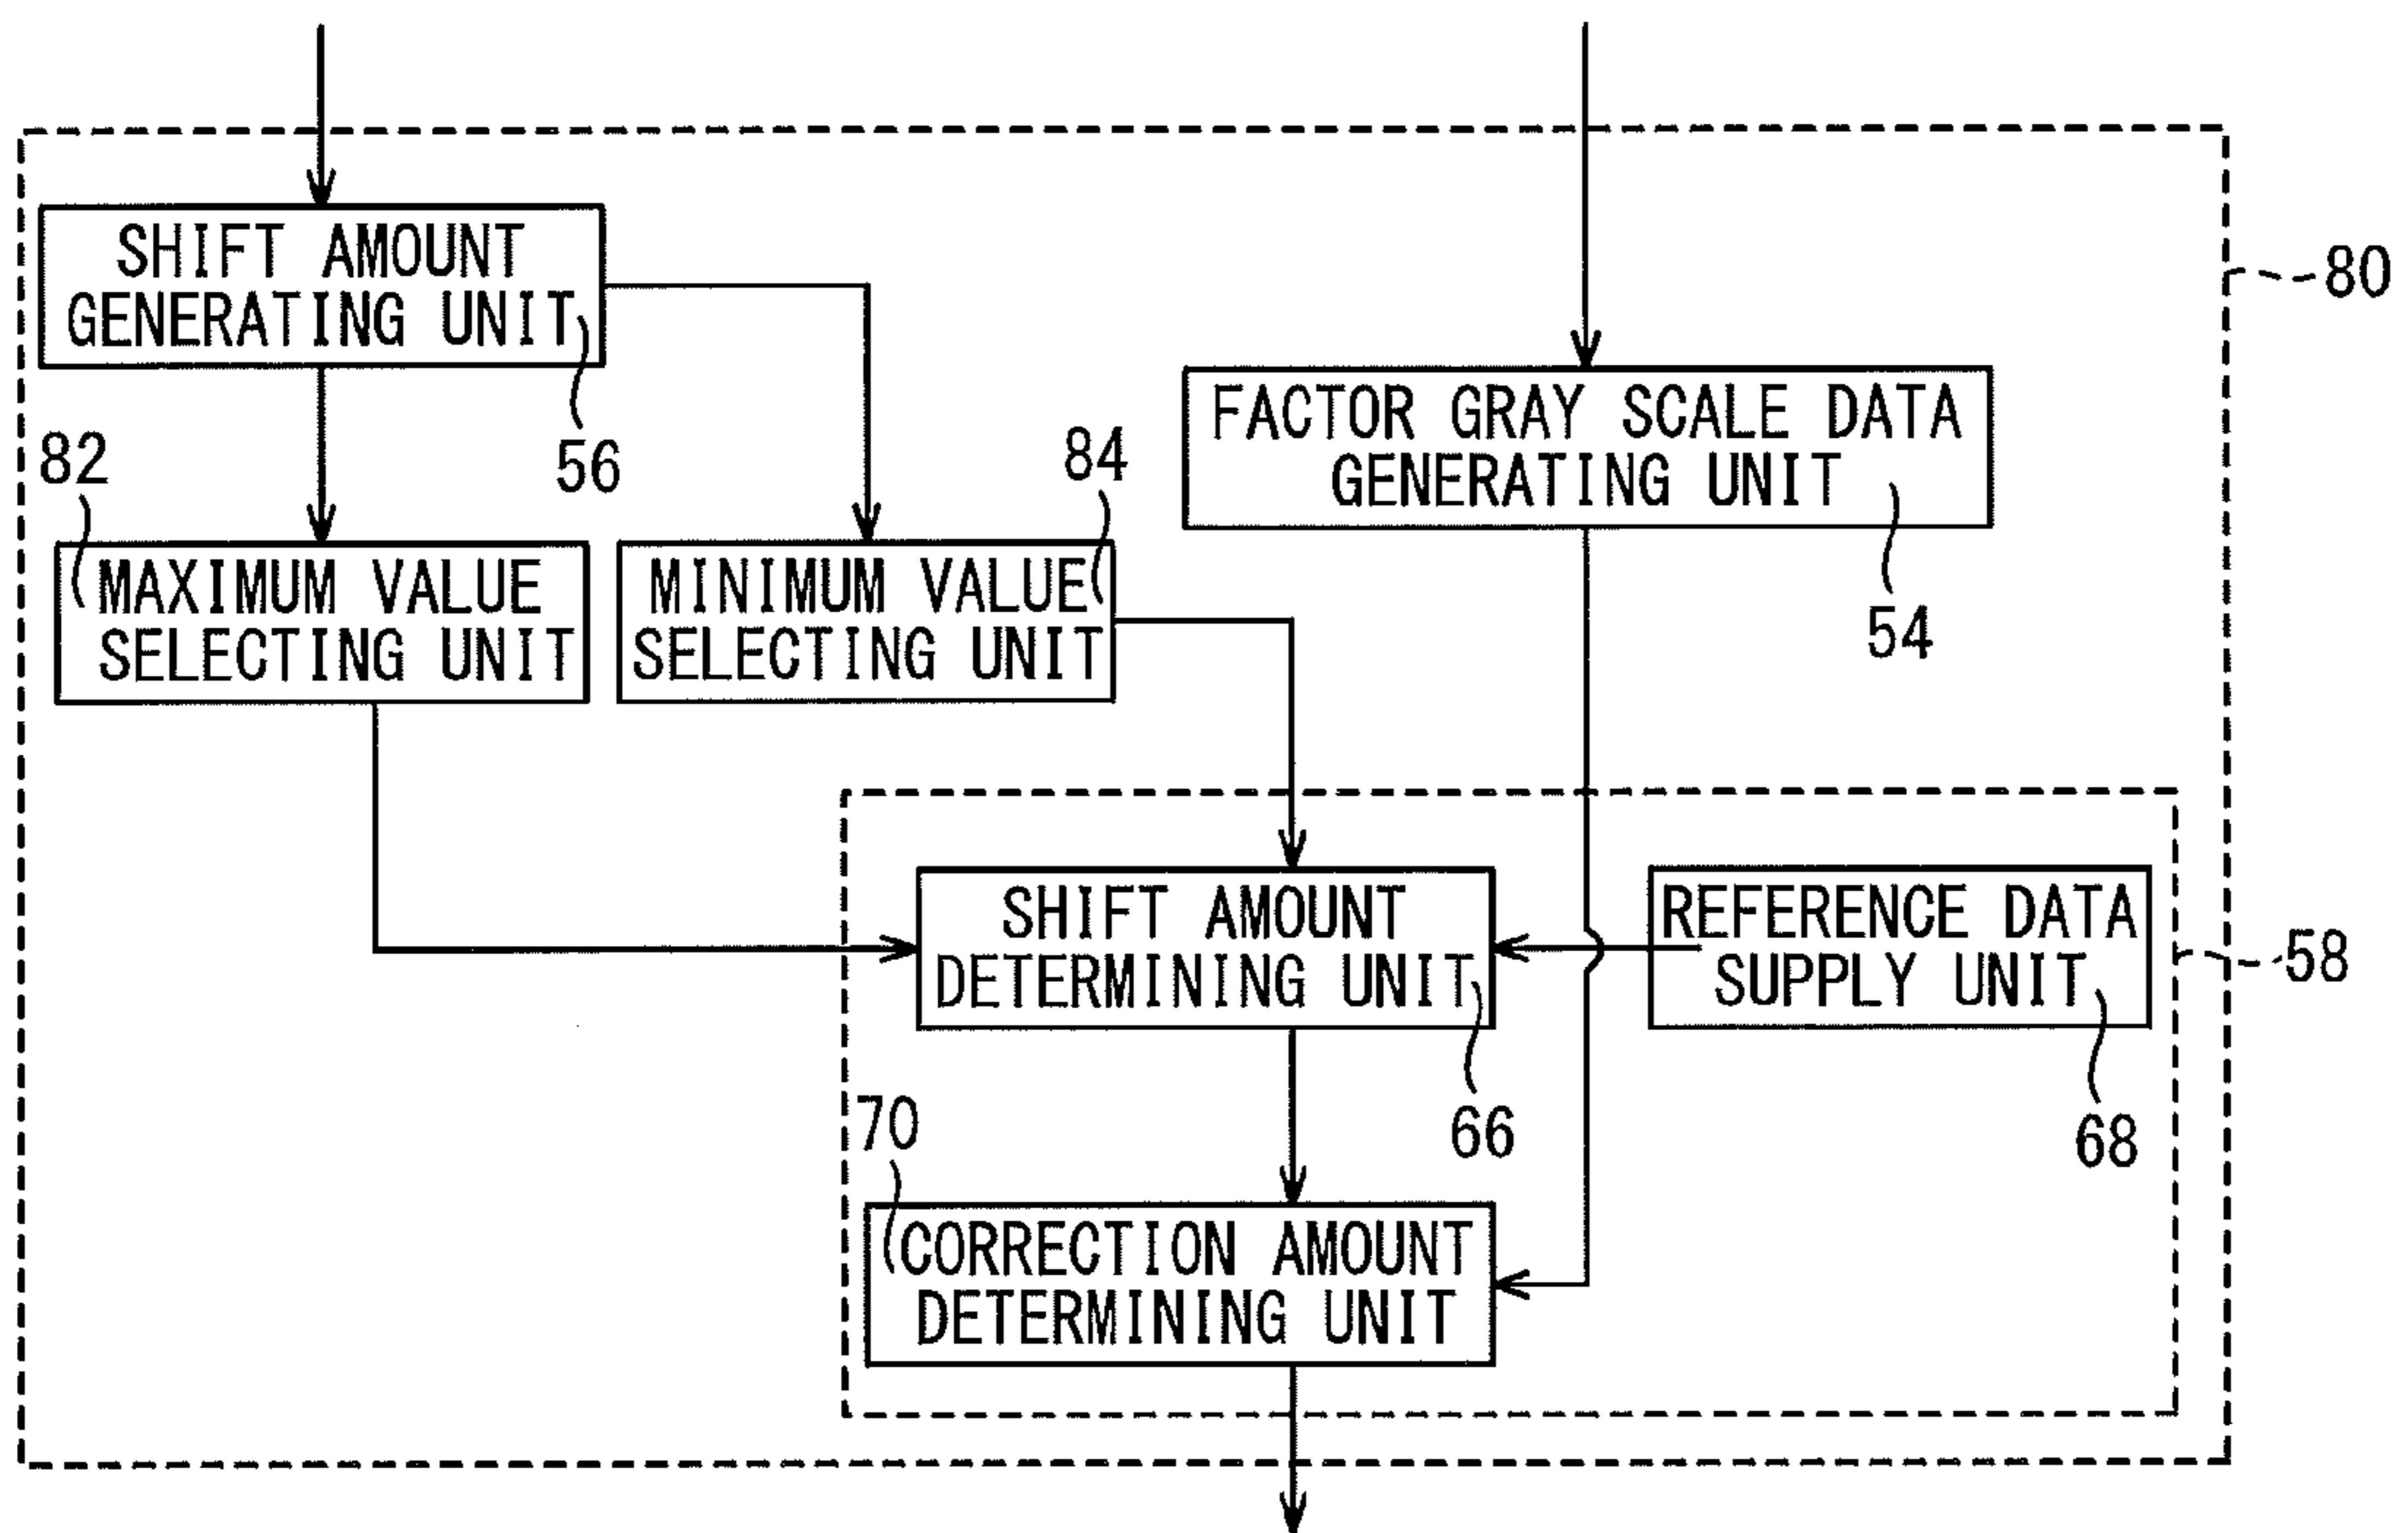 SHIFT AMOUNT
GENERATING UNIT
56
80
FACTOR GRAY SCALE DATA
GENERATING UNIT
54
82
MAXIMUM VALUE
SELECTING UNIT
84
MINIMUM VALUE
SELECTING UNIT
SHIFT AMOUNT
DETERMINING UNIT
66
REFERENCE DATA
SUPPLY UNIT
68
58
70
CORRECTION AMOUNT
DETERMINING UNIT